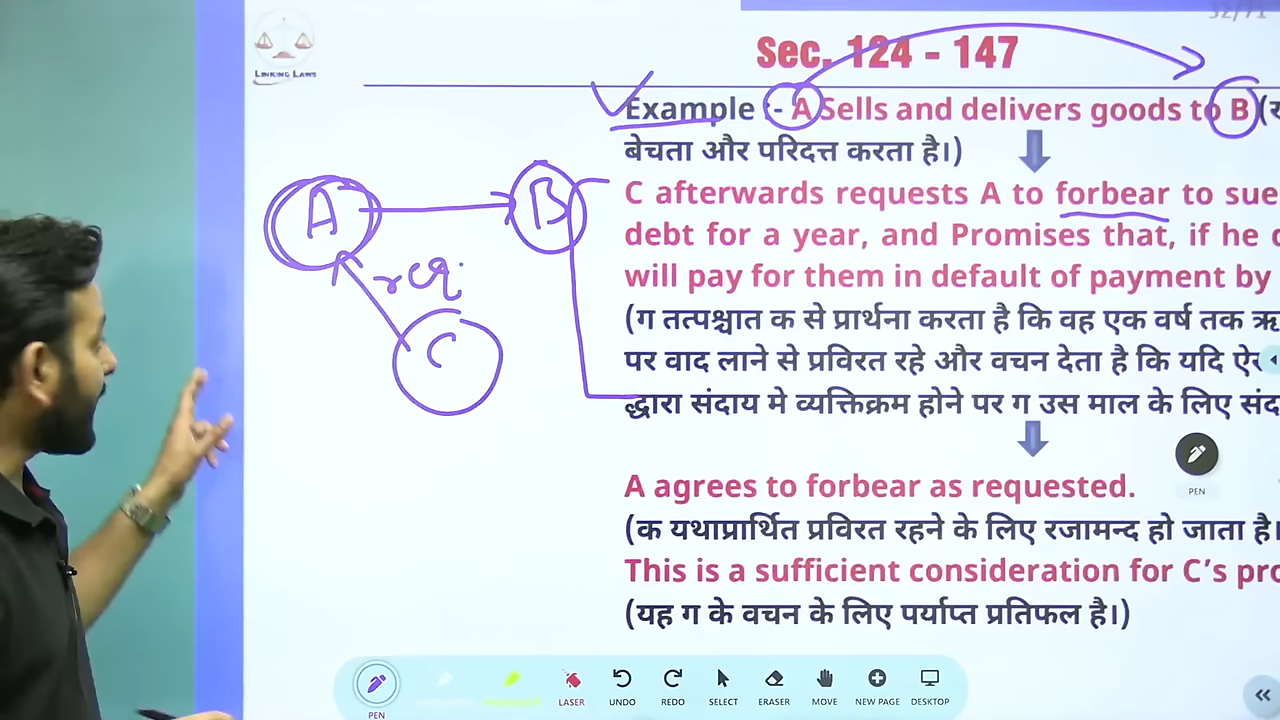 32/71
LINKING LAWS
Sec. 124 - 147
Example :- A Sells and delivers goods to B
बेचता और परिदत्त करता है।)
C afterwards requests A to forbear to sue
debt for a year, and Promises that, if he
will pay for them in default of payment by
(ग तत्पश्चात क से प्रार्थना करता है कि वह एक वर्ष तक
पर वाद लाने से प्रविरत रहे और वचन देता है कि यदि
द्वारा संदाय मे व्यक्तिक्रम होने पर ग उस माल के लिए
A agrees to forbear as requested.
(क यथाप्रार्थित प्रविरत रहने के लिए रजामन्द हो जाता है।
This is a sufficient consideration for C's
(यह ग के वचन के लिए पर्याप्त प्रतिफल है।)
A
B
req.
C
PEN
PEN
LASER
UNDO
REDO
SELECT
ERASER
MOVE
NEW PAGE
DESKTOP